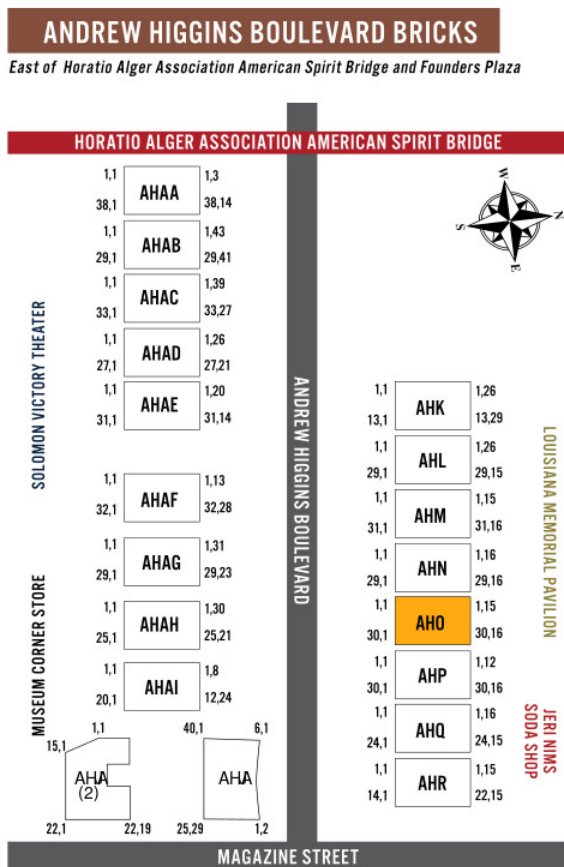 ANDREW HIGGINS BOULEVARD BRICKS
East of Horatio Alger Association American Spirit Bridge and Founders Plaza
HORATIO ALGER ASSOCIATION AMERICAN SPIRIT BRIDGE
W
N
S
E
1,1 AHAA 1,3
38,1 38,14
1,1 AHAB 1,43
29,1 29,41
1,1 AHAC 1,39
33,1 33,27
1,1 AHAD 1,26
27,1 27,21
1,1 AHAE 1,20
31,1 31,14
1,1 AHAF 1,13
32,1 32,28
1,1 AHAG 1,31
29,1 29,23
1,1 AHAH 1,30
25,1 25,21
1,1 AHAI 1,8
20,1 12,24
1,1
15,1
AHA
(2)
22,1 22,19
40,1 6,1
AHA
25,29 1,2
SOLOMON VICTORY THEATER
MUSEUM CORNER STORE
ANDREW HIGGINS BOULEVARD
1,1 AHK 1,26
13,1 13,29
1,1 AHL 1,26
29,1 29,15
1,1 AHM 1,15
31,1 31,16
1,1 AHN 1,16
29,1 29,16
1,1 AHO 1,15
30,1 30,16
1,1 AHP 1,12
30,1 30,16
1,1 AHQ 1,16
24,1 24,15
1,1 AHR 1,15
14,1 22,15
LOUISIANA MEMORIAL PAVILION
JERI NIMS
SODA SHOP
MAGAZINE STREET